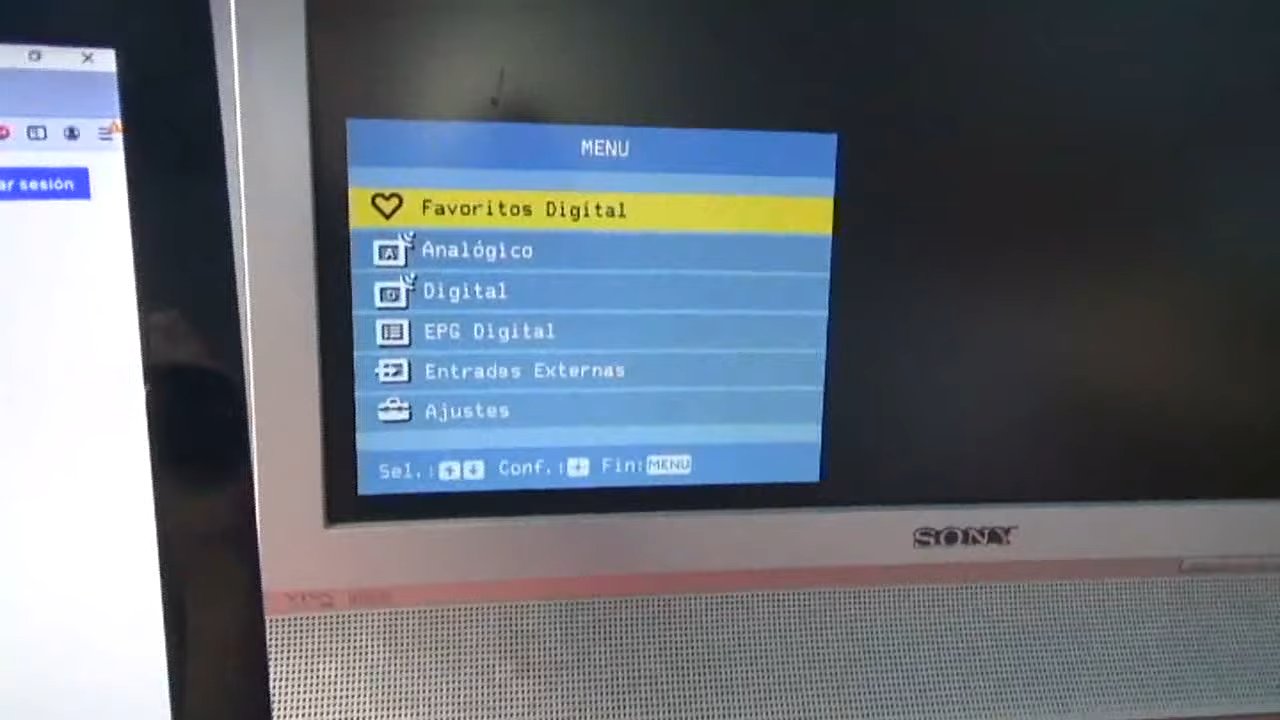 ar sesión
MENU
Favoritos Digital
Analógico
Digital
EPG Digital
Entradas Externas
Ajustes
Sel.: Conf.: Fin:MENU
SONY